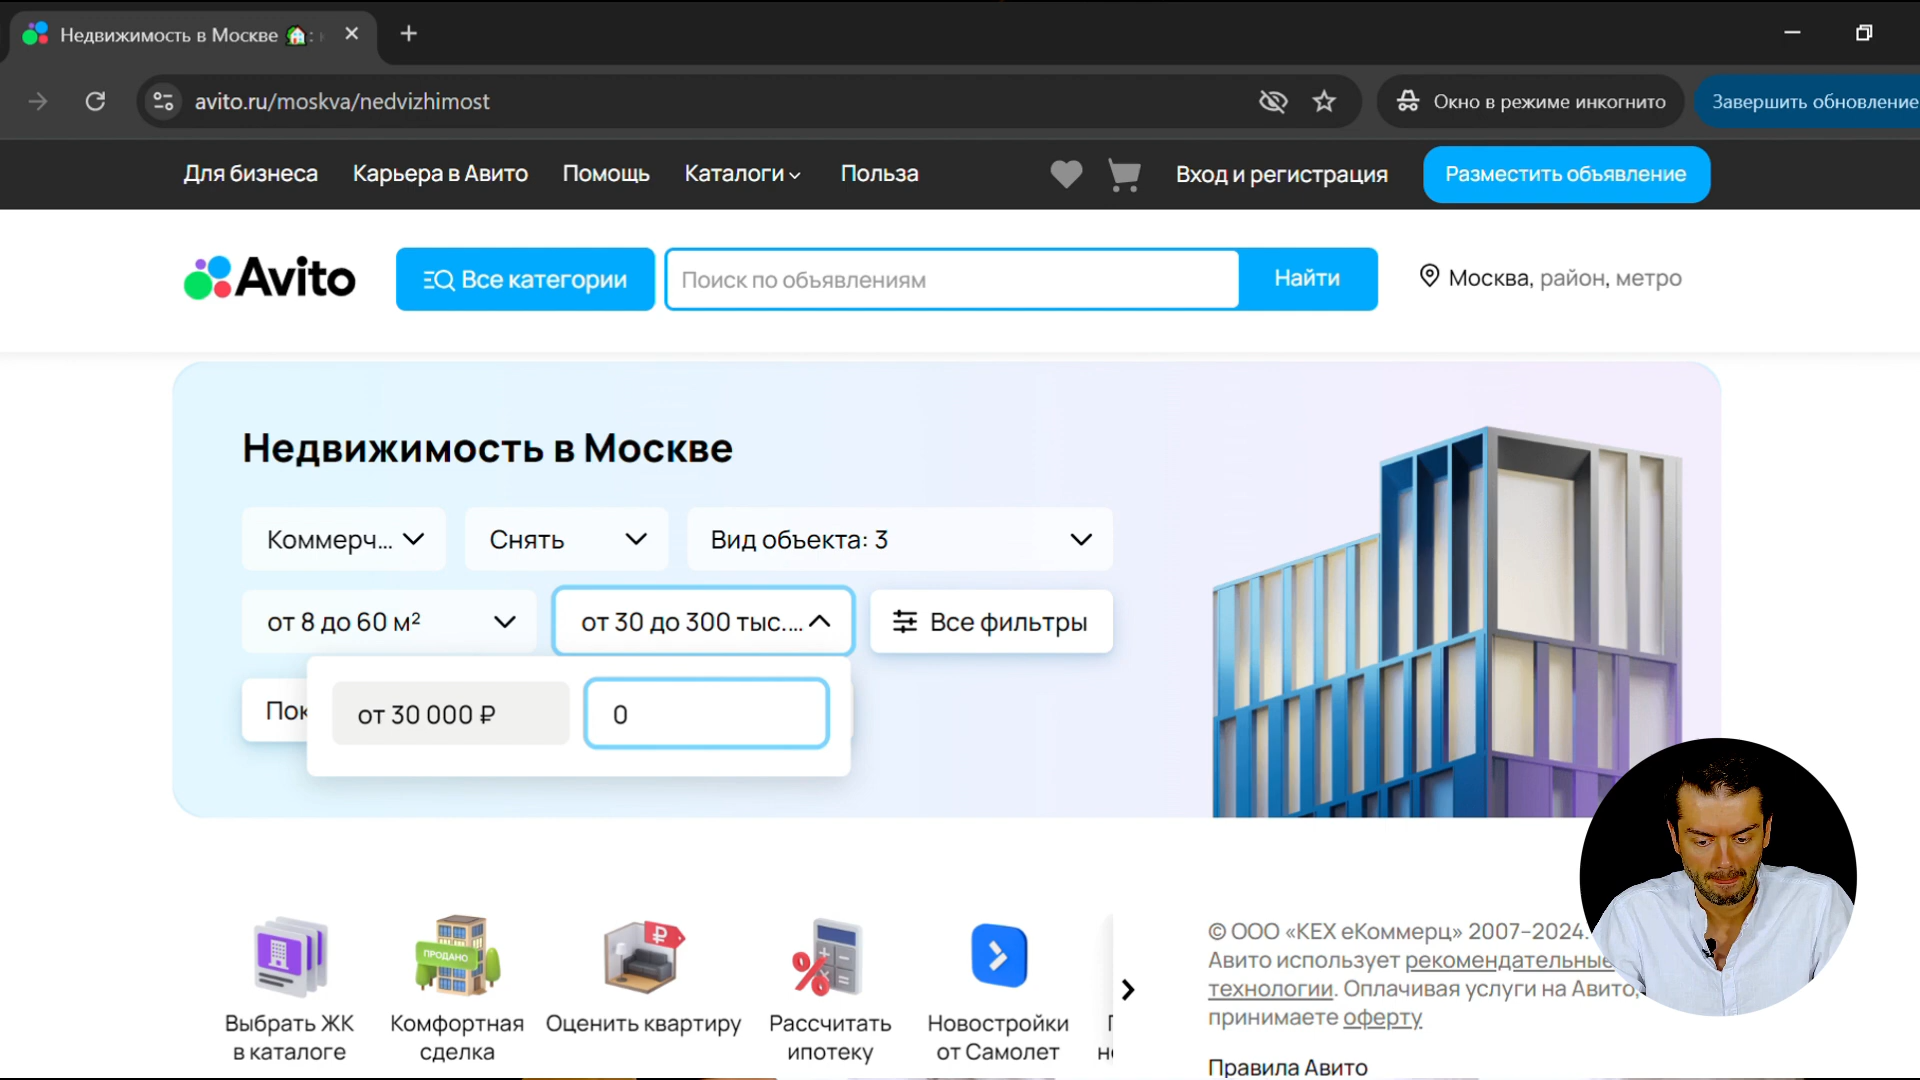 Недвижимость в Москве
avito.ru/moskva/nedvizhimost
Окно в режиме инкогнито
Завершить обновление
Для бизнеса
Карьера в Авито
Помощь
Каталоги
Польза
Вход и регистрация
Разместить объявление
Avito
Все категории
Поиск по объявлениям
Найти
Москва, район, метро
Недвижимость в Москве
Коммерч...
Снять
Вид объекта: 3
от 8 до 60 м²
от 30 до 300 тыс....
Все фильтры
Пок
от 30 000 ₽
0
ПРОДАНО
₽
%
Выбрать ЖК
в каталоге
Комфортная
сделка
Оценить квартиру
Рассчитать
ипотеку
Новостройки
от Самолет
© ООО «КЕХ еКоммерц» 2007–2024.
Авито использует рекомендательные
технологии. Оплачивая услуги на Авито,
принимаете оферту
Правила Авито